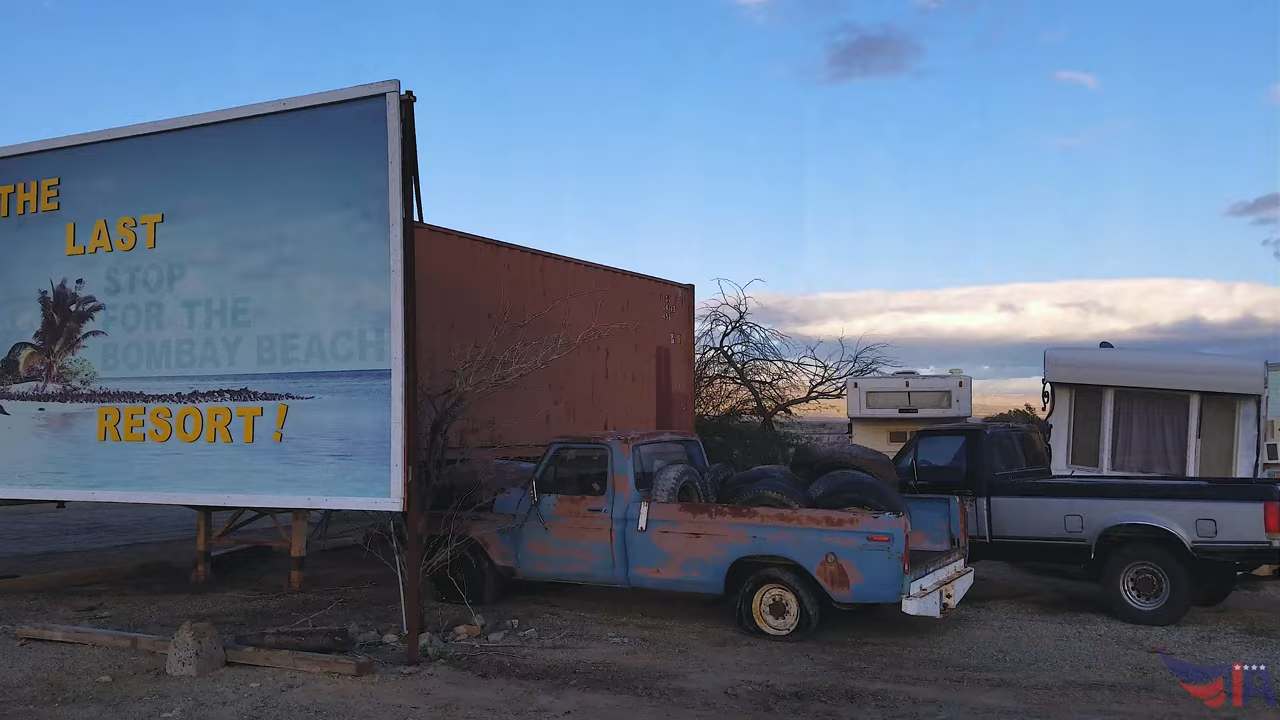 THE
LAST
STOP
FOR THE
BOMBAY BEACH
RESORT!